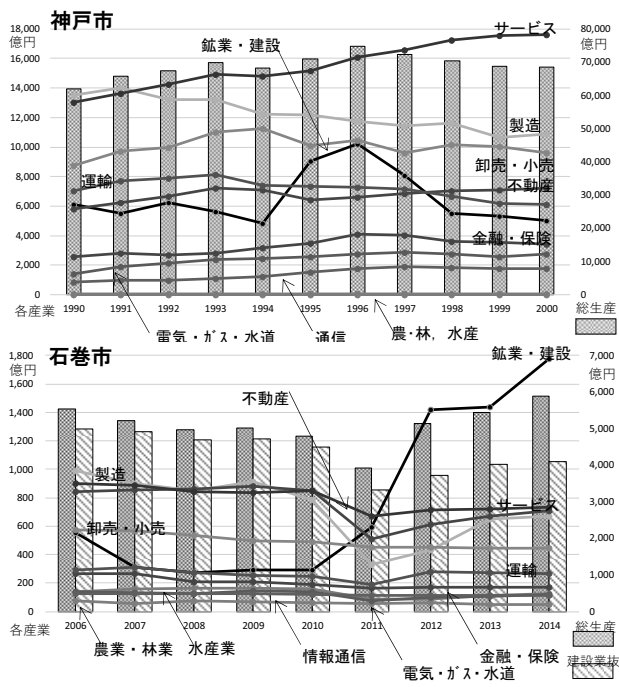 神戸市
18,000
億円
16,000
14,000
12,000
10,000
8,000
6,000
4,000
2,000
0
各産業
80,000
億円
70,000
60,000
50,000
40,000
30,000
20,000
10,000
0
総生産
サービス
鉱業・建設
製造
卸売・小売
運輸
不動産
金融・保険
1990 1991 1992 1993 1994 1995 1996 1997 1998 1999 2000
電気・ガス・水道
通信
農・林，水産
石巻市
1,800
億円
1,600
1,400
1,200
1,000
800
600
400
200
0
各産業
7,000
億円
6,000
5,000
4,000
3,000
2,000
1,000
0
総生産
建設業抜
鉱業・建設
不動産
製造
サービス
卸売・小売
運輸
2006 2007 2008 2009 2010 2011 2012 2013 2014
農業・林業
水産業
情報通信
電気・ガス・水道
金融・保険